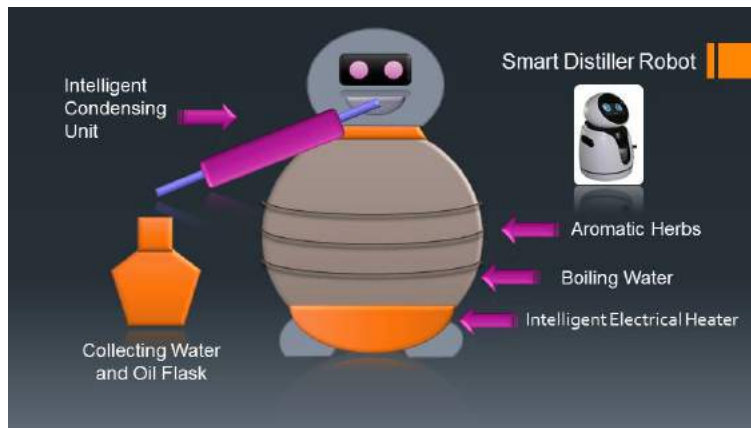 Smart Distiller Robot
Intelligent
Condensing
Unit
Aromatic Herbs
Boiling Water
Intelligent Electrical Heater
Collecting Water
and Oil Flask